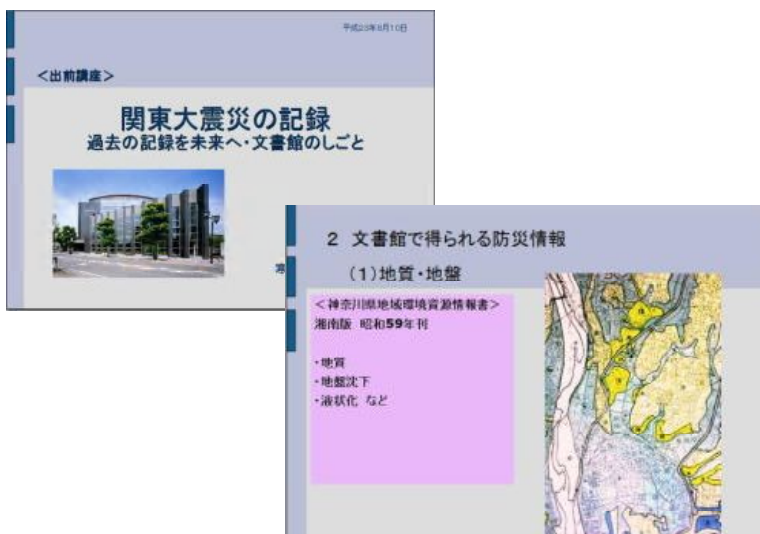 平成23年8月10日
＜出前講座＞
関東大震災の記録
過去の記録を未来へ・文書館のしごと
寒
２ 文書館で得られる防災情報
（１）地質・地盤
＜神奈川県地域環境資源情報書＞
湘南版 昭和59年刊
・地質
・地盤沈下
・液状化 など